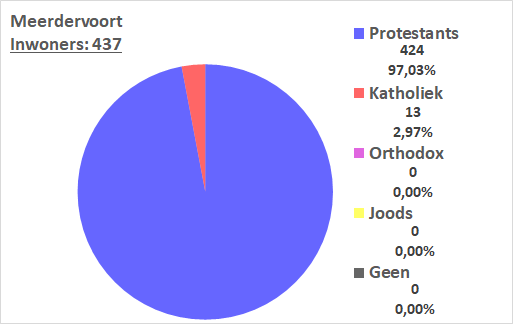 Meerdervoort
Inwoners: 437
Protestants
424
97,03%
Katholiek
13
2,97%
Orthodox
0
0,00%
Joods
0
0,00%
Geen
0
0,00%